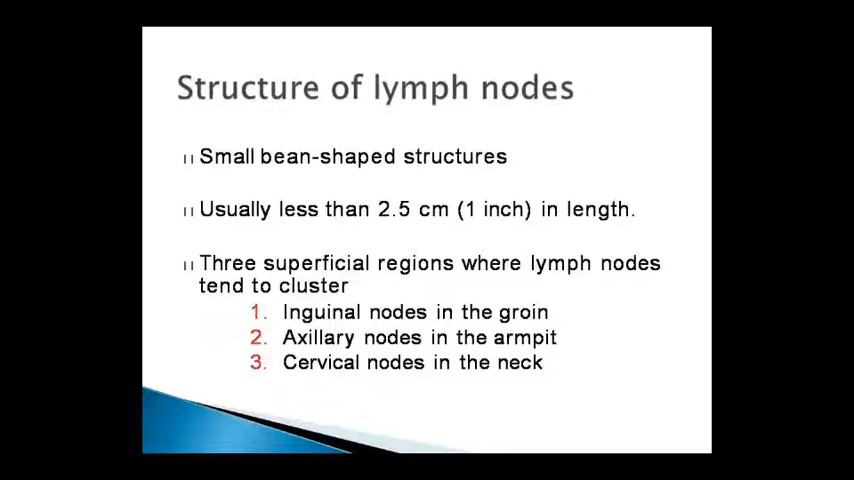 Structure of lymph nodes
Small bean-shaped structures
Usually less than 2.5 cm (1 inch) in length.
Three superficial regions where lymph nodes
tend to cluster
1. Inguinal nodes in the groin
2. Axillary nodes in the armpit
3. Cervical nodes in the neck